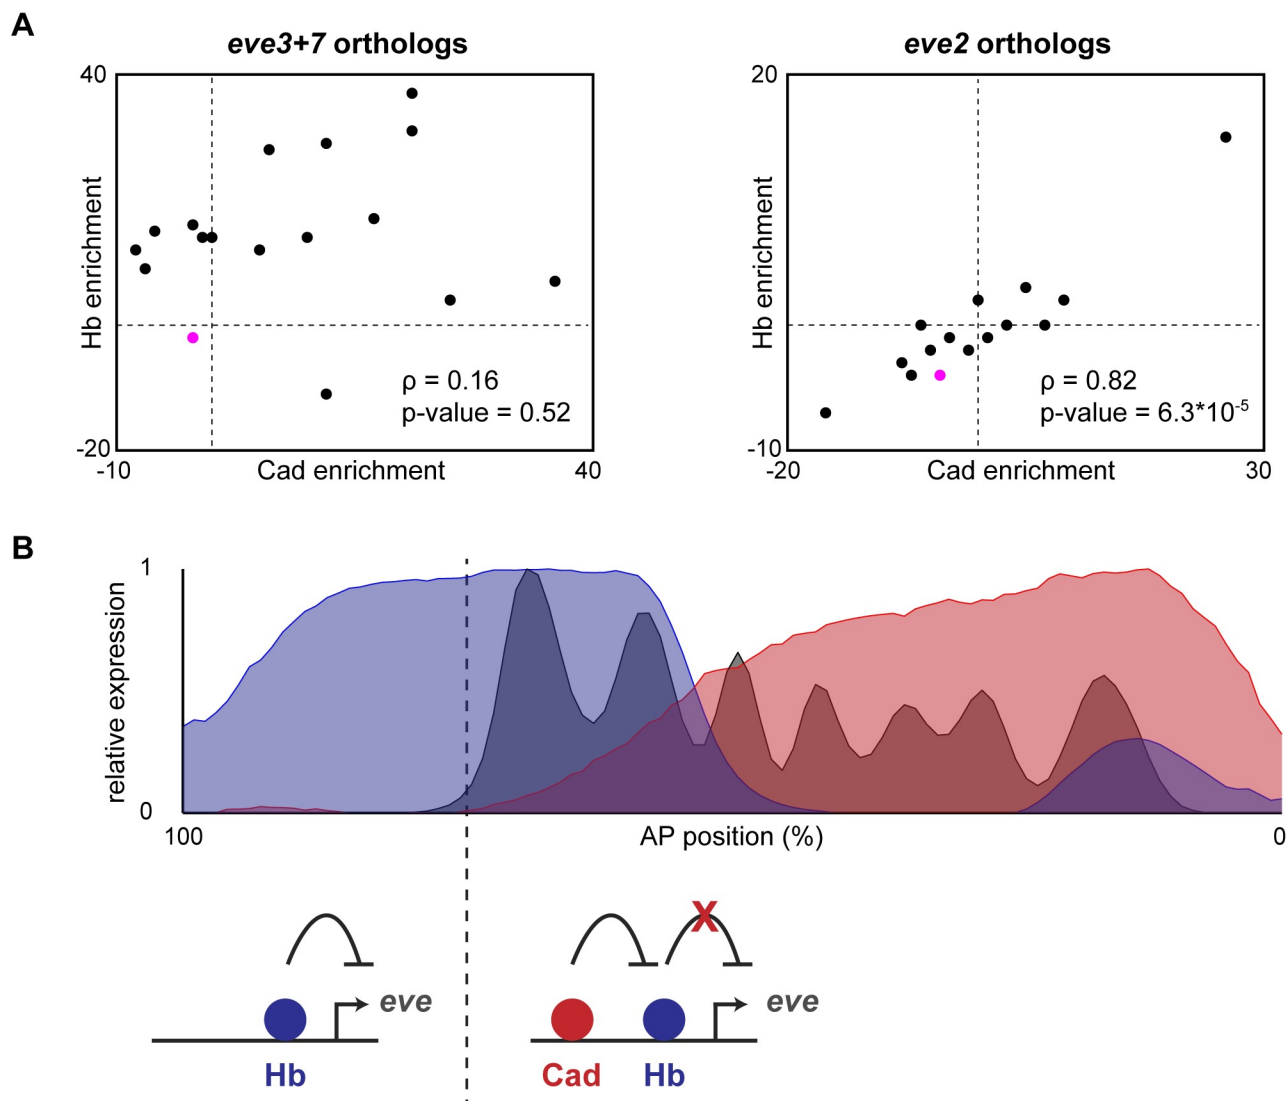 A
eve3+7 orthologs
40
Hb enrichment
ρ = 0.16
p-value = 0.52
-20
-10
Cad enrichment
40
eve2 orthologs
20
Hb enrichment
ρ = 0.82
p-value = 6.3*10-5
-10
-20
Cad enrichment
30
B
1
relative expression
0
100
AP position (%)
0
X
eve
eve
Hb
Cad
Hb